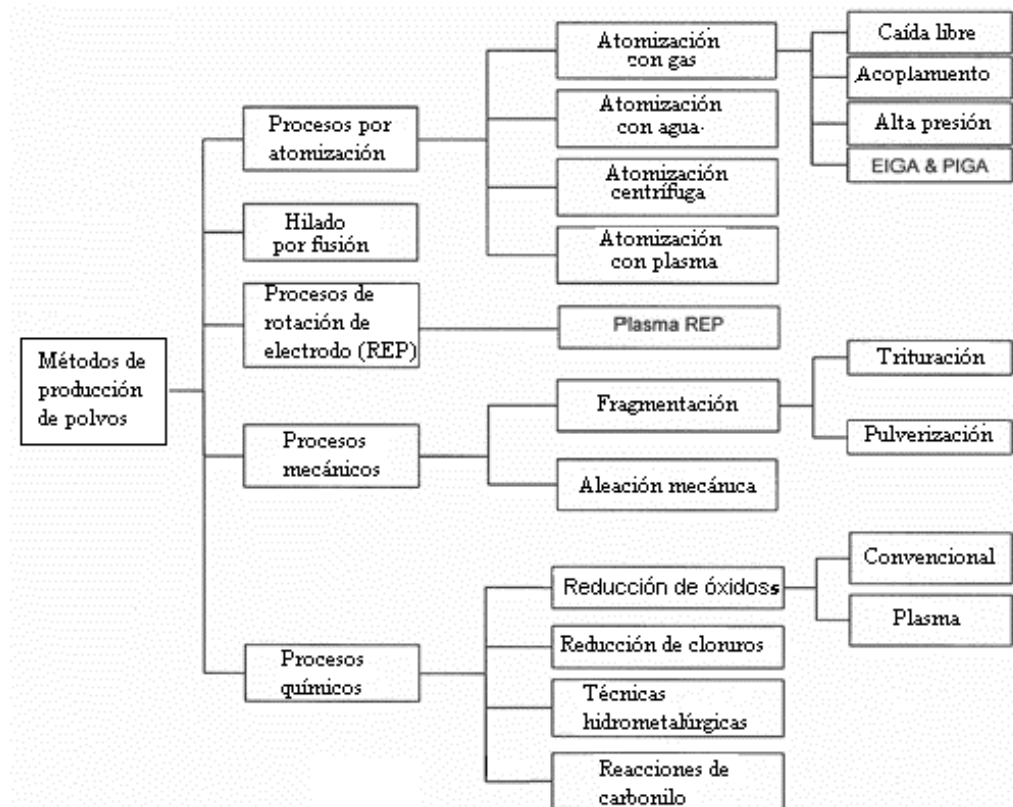 Métodos de
producción
de polvos
Procesos por
atomización
Atomización
con gas
Caída libre
Acoplamiento
Alta presión
EIGA & PIGA
Atomización
con agua.
Atomización
centrífuga
Atomización
con plasma
Hilado
por fusión
Procesos de
rotación de
electrodo (REP)
Plasma REP
Procesos
mecánicos
Fragmentación
Trituración
Pulverización
Aleación mecánica
Procesos
químicos
Reducción de óxidos
Convencional
Plasma
Reducción de cloruros
Técnicas
hidrometalúrgicas
Reacciones de
carbonilo